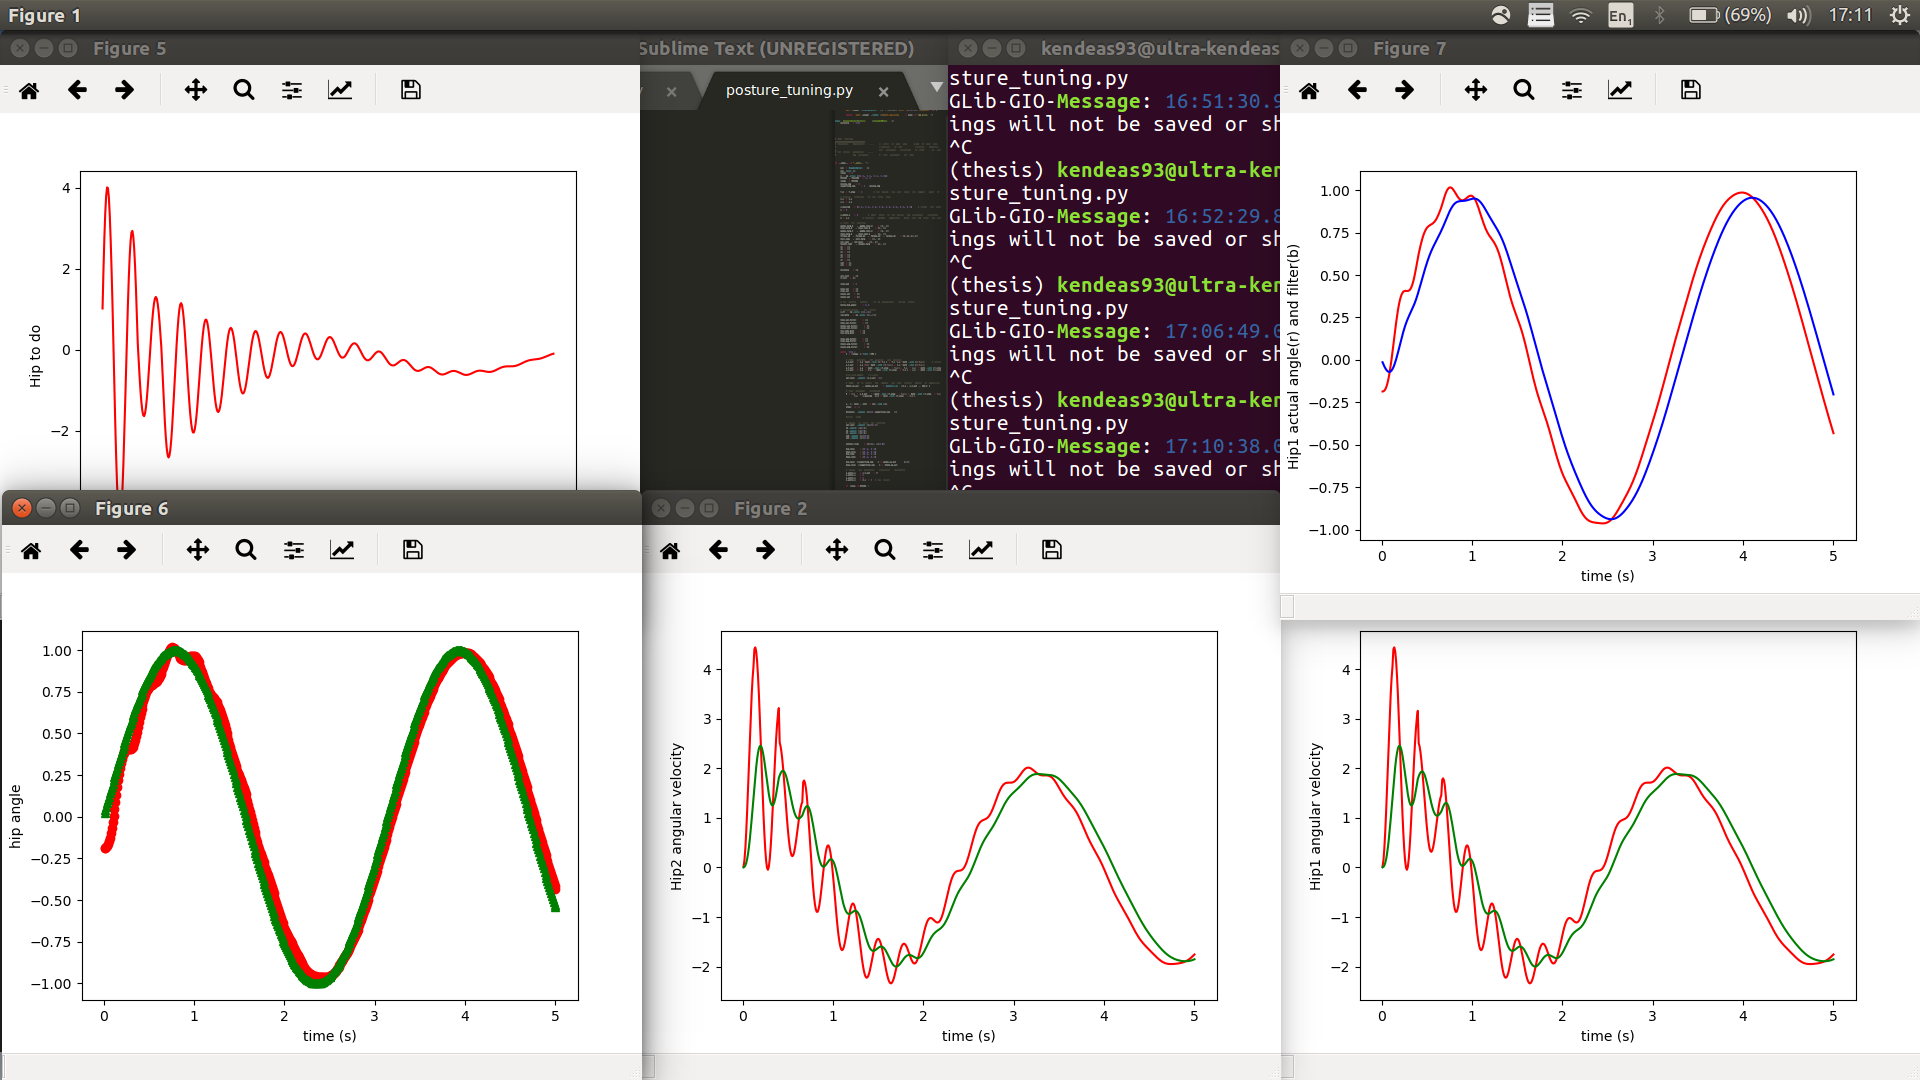 Figure 1
En1
(69%)
17:11
Figure 5
Sublime Text (UNREGISTERED)
kendeas93@ultra-kendeas
Figure 7
posture_tuning.py
sture_tuning.py
GLib-GIO-Message: 16:51:30.9
ings will not be saved or sh
^C
(thesis) kendeas93@ultra-ken
sture_tuning.py
GLib-GIO-Message: 16:52:29.8
ings will not be saved or sh
^C
(thesis) kendeas93@ultra-ken
sture_tuning.py
GLib-GIO-Message: 17:06:49.0
ings will not be saved or sh
^C
(thesis) kendeas93@ultra-ken
sture_tuning.py
GLib-GIO-Message: 17:10:38.0
ings will not be saved or sh
^C
4
2
0
−2
Hip to do
1.00
0.75
0.50
0.25
0.00
−0.25
−0.50
−0.75
−1.00
Hip1 actual angle(r) and filter(b)
0 1 2 3 4 5
time (s)
Figure 6
1.00
0.75
0.50
0.25
0.00
−0.25
−0.50
−0.75
−1.00
hip angle
0 1 2 3 4 5
time (s)
Figure 2
4
3
2
1
0
−1
−2
Hip2 angular velocity
0 1 2 3 4 5
time (s)
4
3
2
1
0
−1
−2
Hip1 angular velocity
0 1 2 3 4 5
time (s)